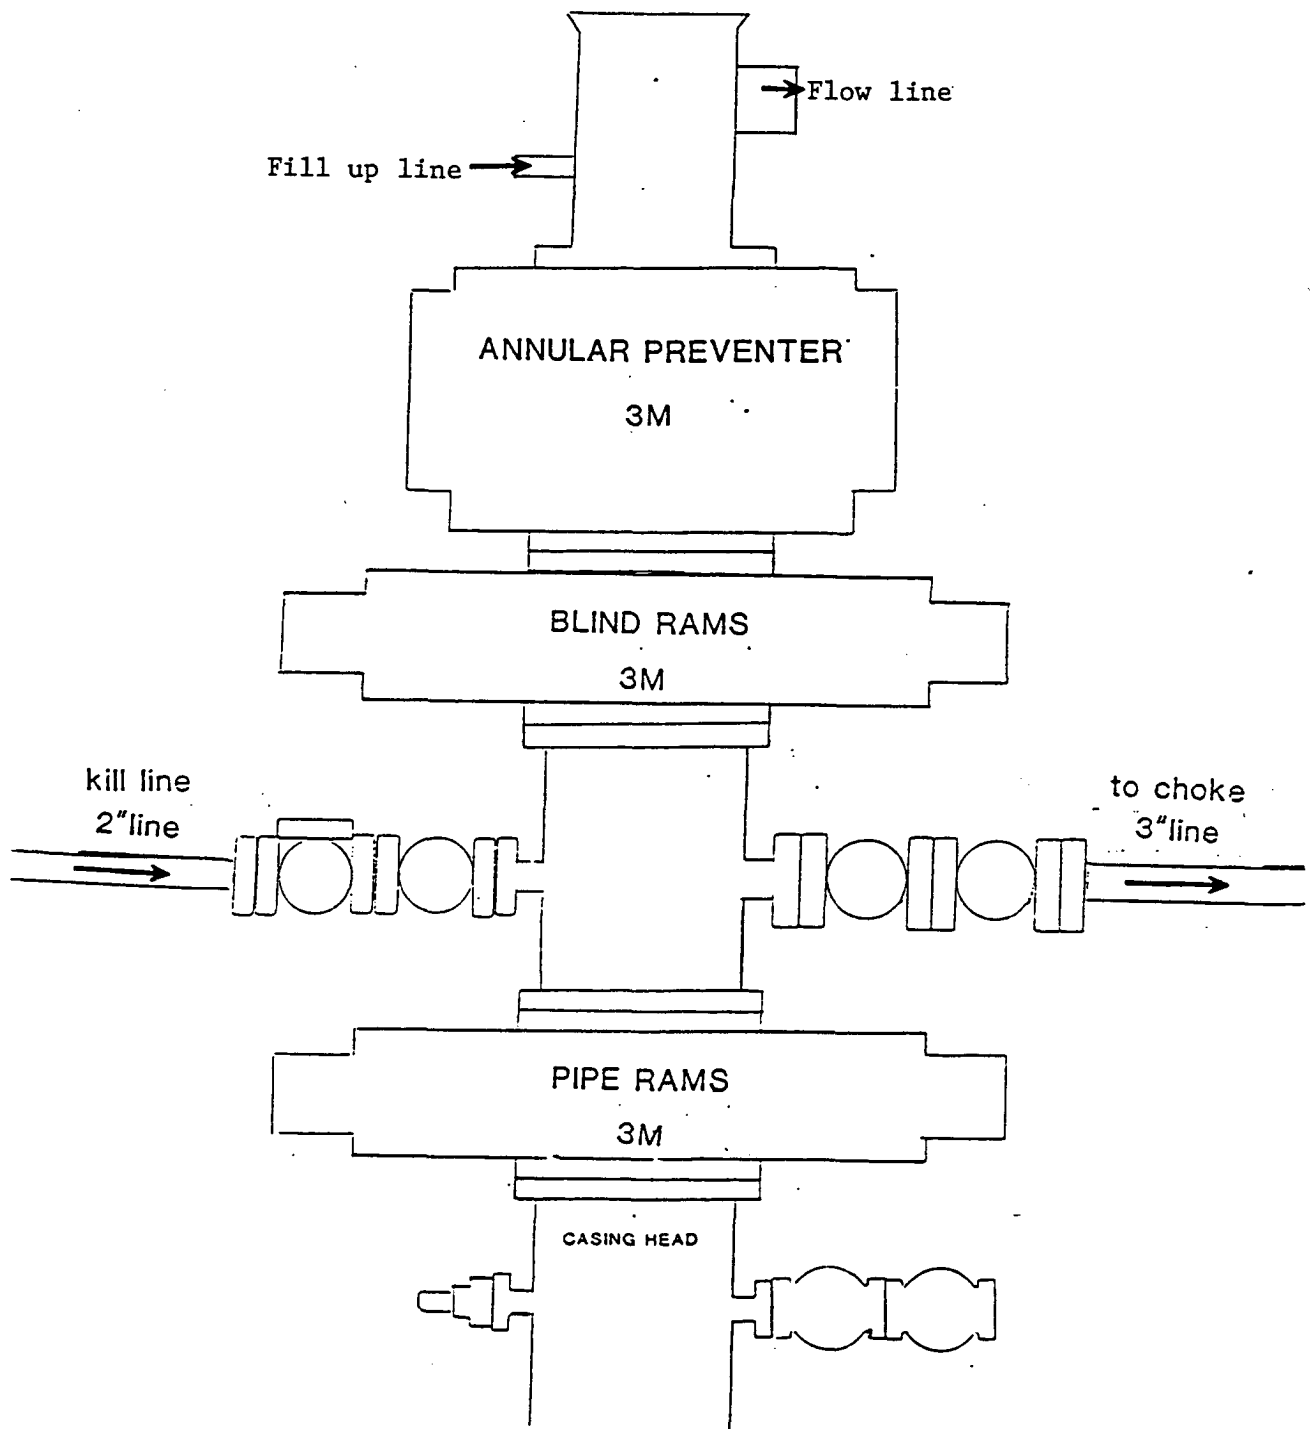 Flow line
Fill up line
ANNULAR PREVENTER
3M
BLIND RAMS
3M
kill line
2"line
to choke
3"line
PIPE RAMS
3M
CASING HEAD